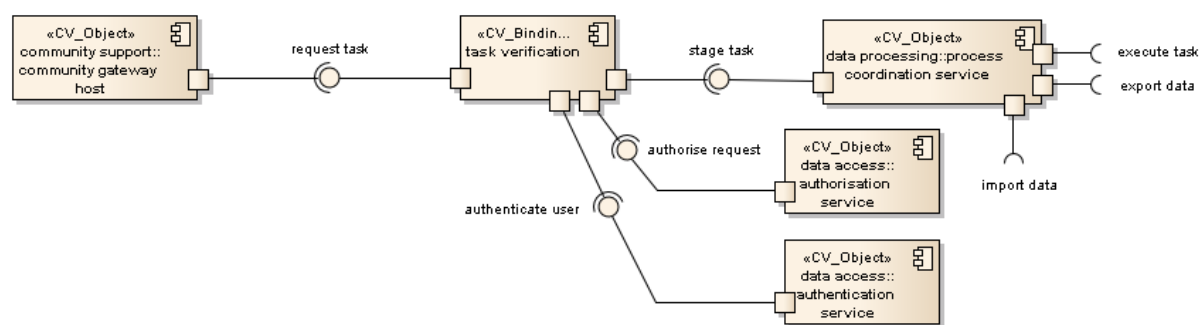 «CV_Object»
community support::
community gateway
host
request task
«CV_Bindin...
task verification
stage task
«CV_Object»
data processing::process
coordination service
execute task
export data
import data
authorise request
«CV_Object»
data access::
authorisation
service
authenticate user
«CV_Object»
data access::
authentication
service